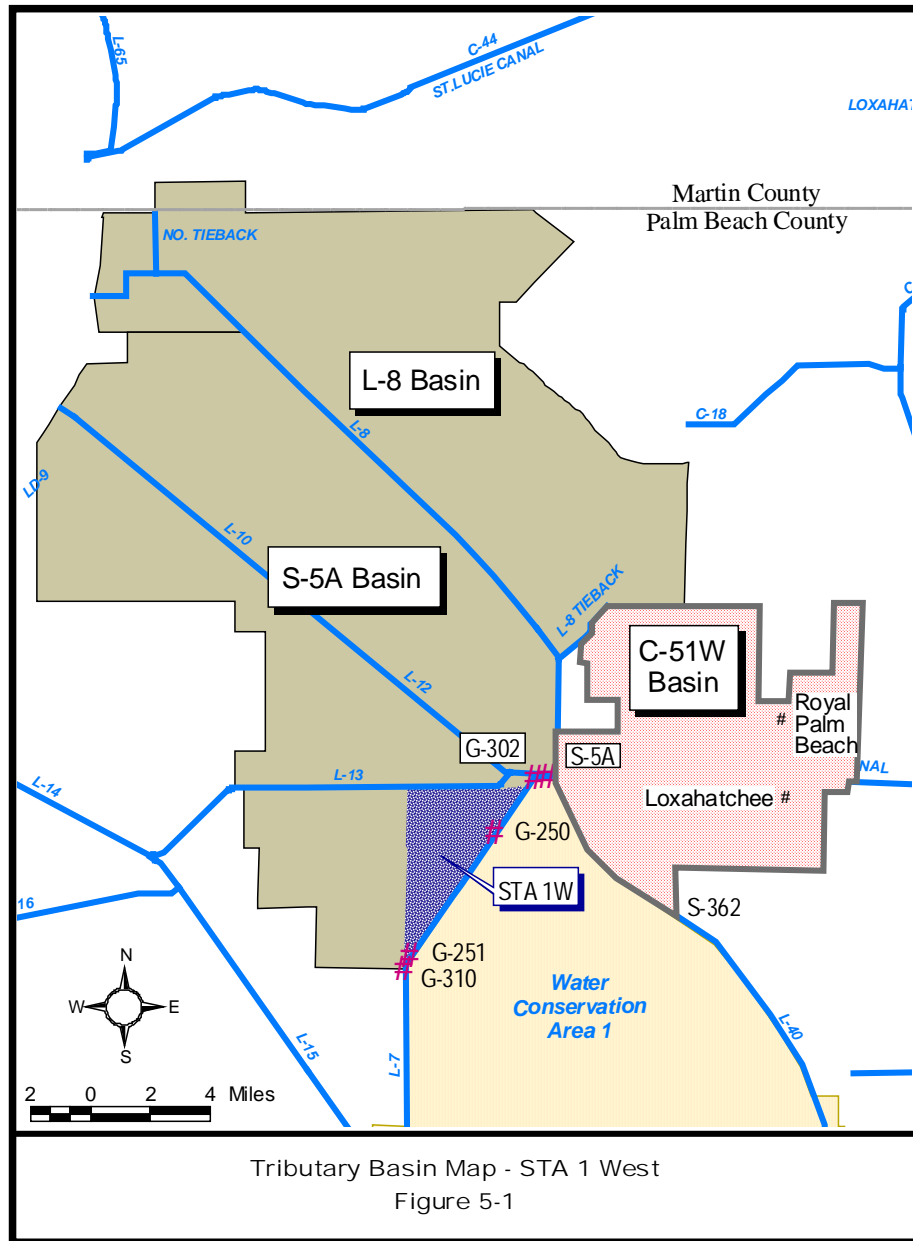 L-65
C-44
ST.LUCIE CANAL
LOXAHAT
Martin County
Palm Beach County
NO. TIEBACK
C
L-8 Basin
C-18
L-8
LD-9
L-10
S-5A Basin
L-8 TIEBACK
C-51W
Basin
L-12
# Royal
Palm
Beach
G-302
S-5A
L-13
NAL
L-14
Loxahatchee #
G-250
STA 1W
16
S-362
G-251
G-310
Water
Conservation
Area 1
N
W E
S
L-15
L-7
L-40
2 0 2 4 Miles
Tributary Basin Map - STA 1 West
Figure 5-1